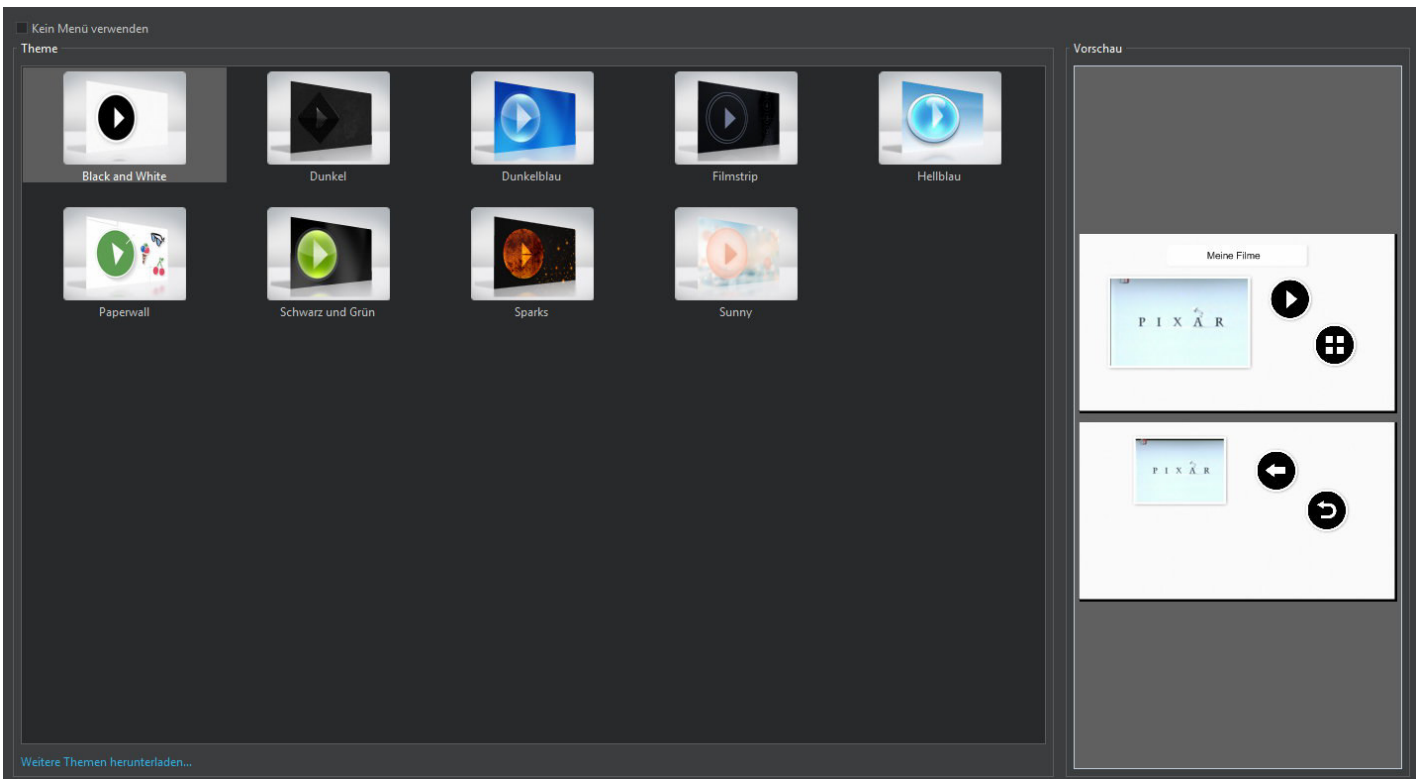 Kein Menü verwenden
Theme
Black and White
Dunkel
Dunkelblau
Filmstrip
Hellblau
Paperwall
Schwarz und Grün
Sparks
Sunny
Weitere Themen herunterladen...
Vorschau
Meine Filme
PIXAR
PIXAR